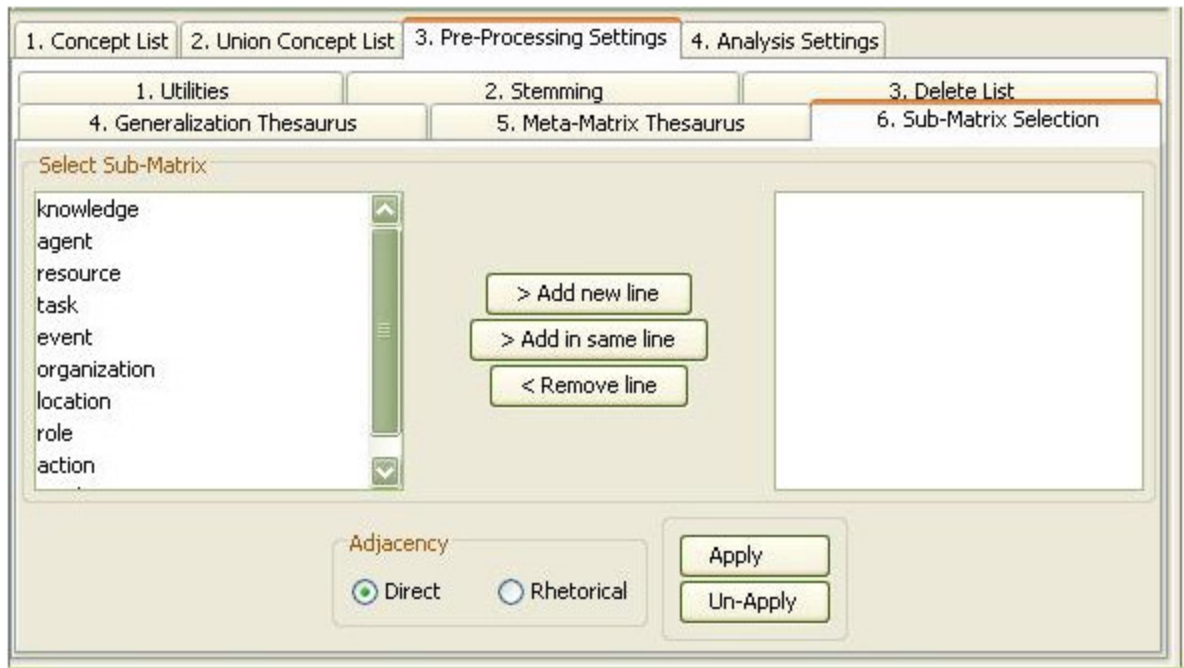 1. Concept List 2. Union Concept List 3. Pre-Processing Settings 4. Analysis Settings
1. Utilities 2. Stemming 3. Delete List
4. Generalization Thesaurus 5. Meta-Matrix Thesaurus 6. Sub-Matrix Selection
Select Sub-Matrix
knowledge
agent
resource
task
event
organization
location
role
action
> Add new line
> Add in same line
< Remove line
Adjacency
Direct Rhetorical
Apply
Un-Apply